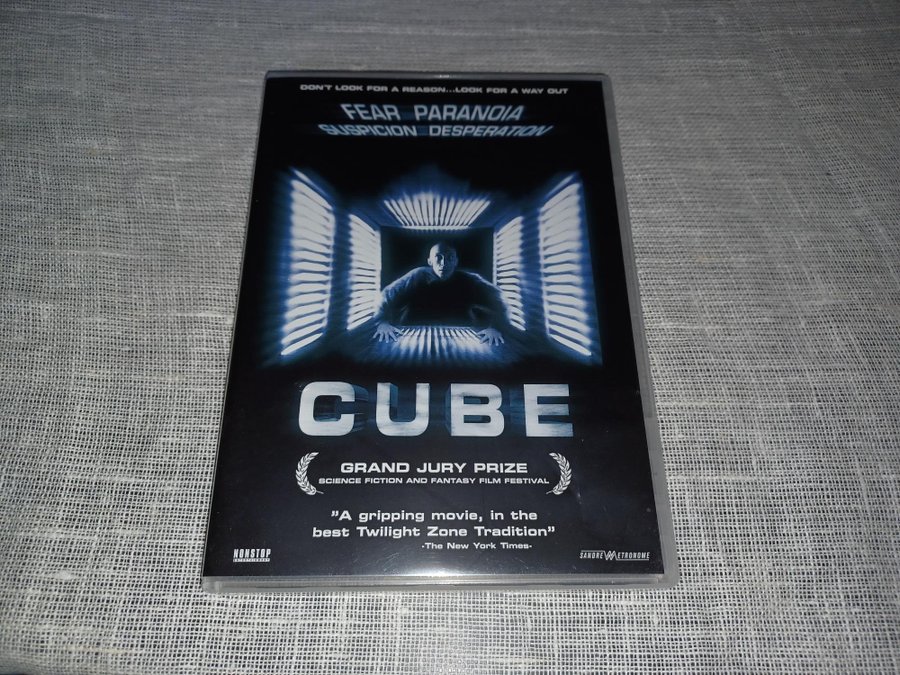 DON'T LOOK FOR A REASON...LOOK FOR A WAY OUT
FEAR PARANOIA
SUSPICION DESPERATION
CUBE
GRAND JURY PRIZE
SCIENCE FICTION AND FANTASY FILM FESTIVAL
"A gripping movie, in the
best Twilight Zone Tradition"
-The New York Times-
NONSTOP
ENTERTAINMENT
SANDREW METRONOME